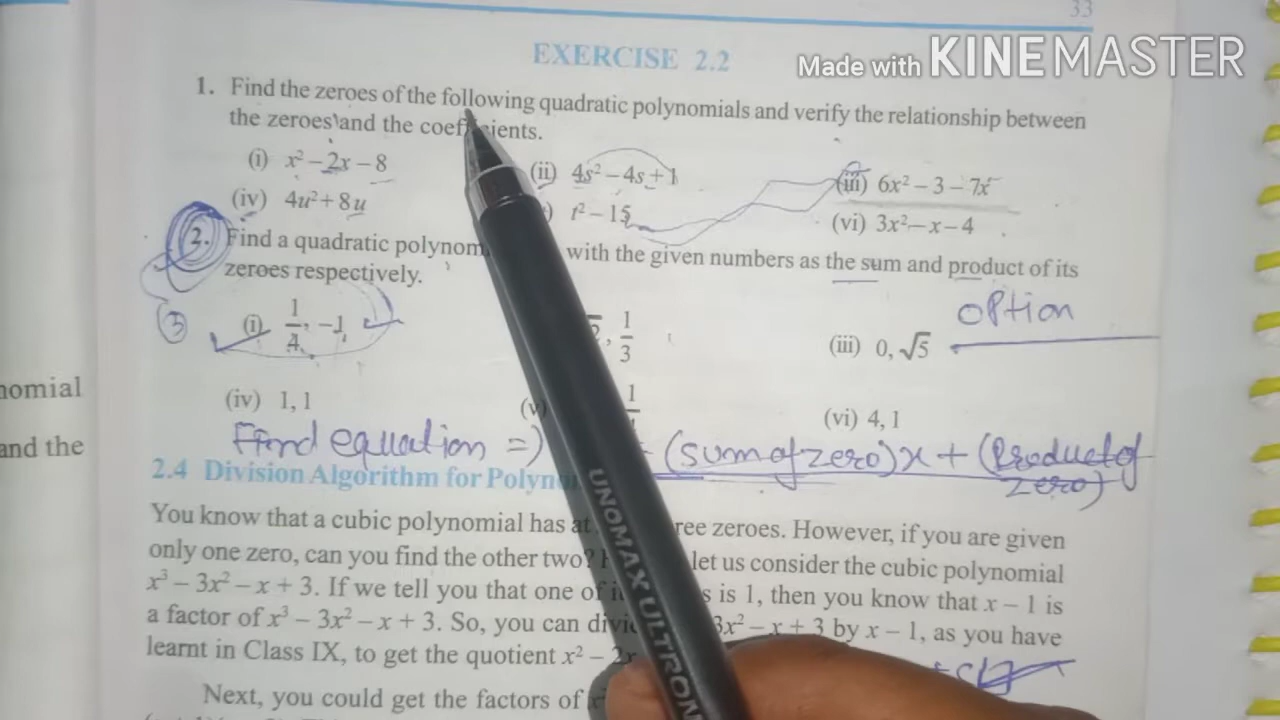 33
Made with KINEMASTER
EXERCISE 2.2
1. Find the zeroes of the following quadratic polynomials and verify the relationship between
the zeroes and the coefficients.
(i) x² – 2x – 8 (ii) 4s² – 4s + 1 (iii) 6x² – 3 – 7x
(iv) 4u² + 8u t² – 15 (vi) 3x² – x – 4
2. Find a quadratic with the given numbers as the sum and product of its
zeroes respectively.
option
(3) (i) 1/4, –1 , 1/3 (iii) 0, √5
(iv) 1, 1 (v) (vi) 4, 1
Find equation => – (sum of zero) x + (Product of
zero)
2.4 Division Algorithm for
nomial
and the
You know that a cubic polynomial has at zeroes. However, if you are given
only one zero, can you find the other two? let us consider the cubic polynomial
x³ – 3x² – x + 3. If we tell you that one of is 1, then you know that x – 1 is
a factor of x³ – 3x² – x + 3. So, you can 3x² – x + 3 by x – 1, as you have
learnt in Class IX, to get the quotient x² – 2x
Next, you could get the factors of
UNOMAX ULTRON